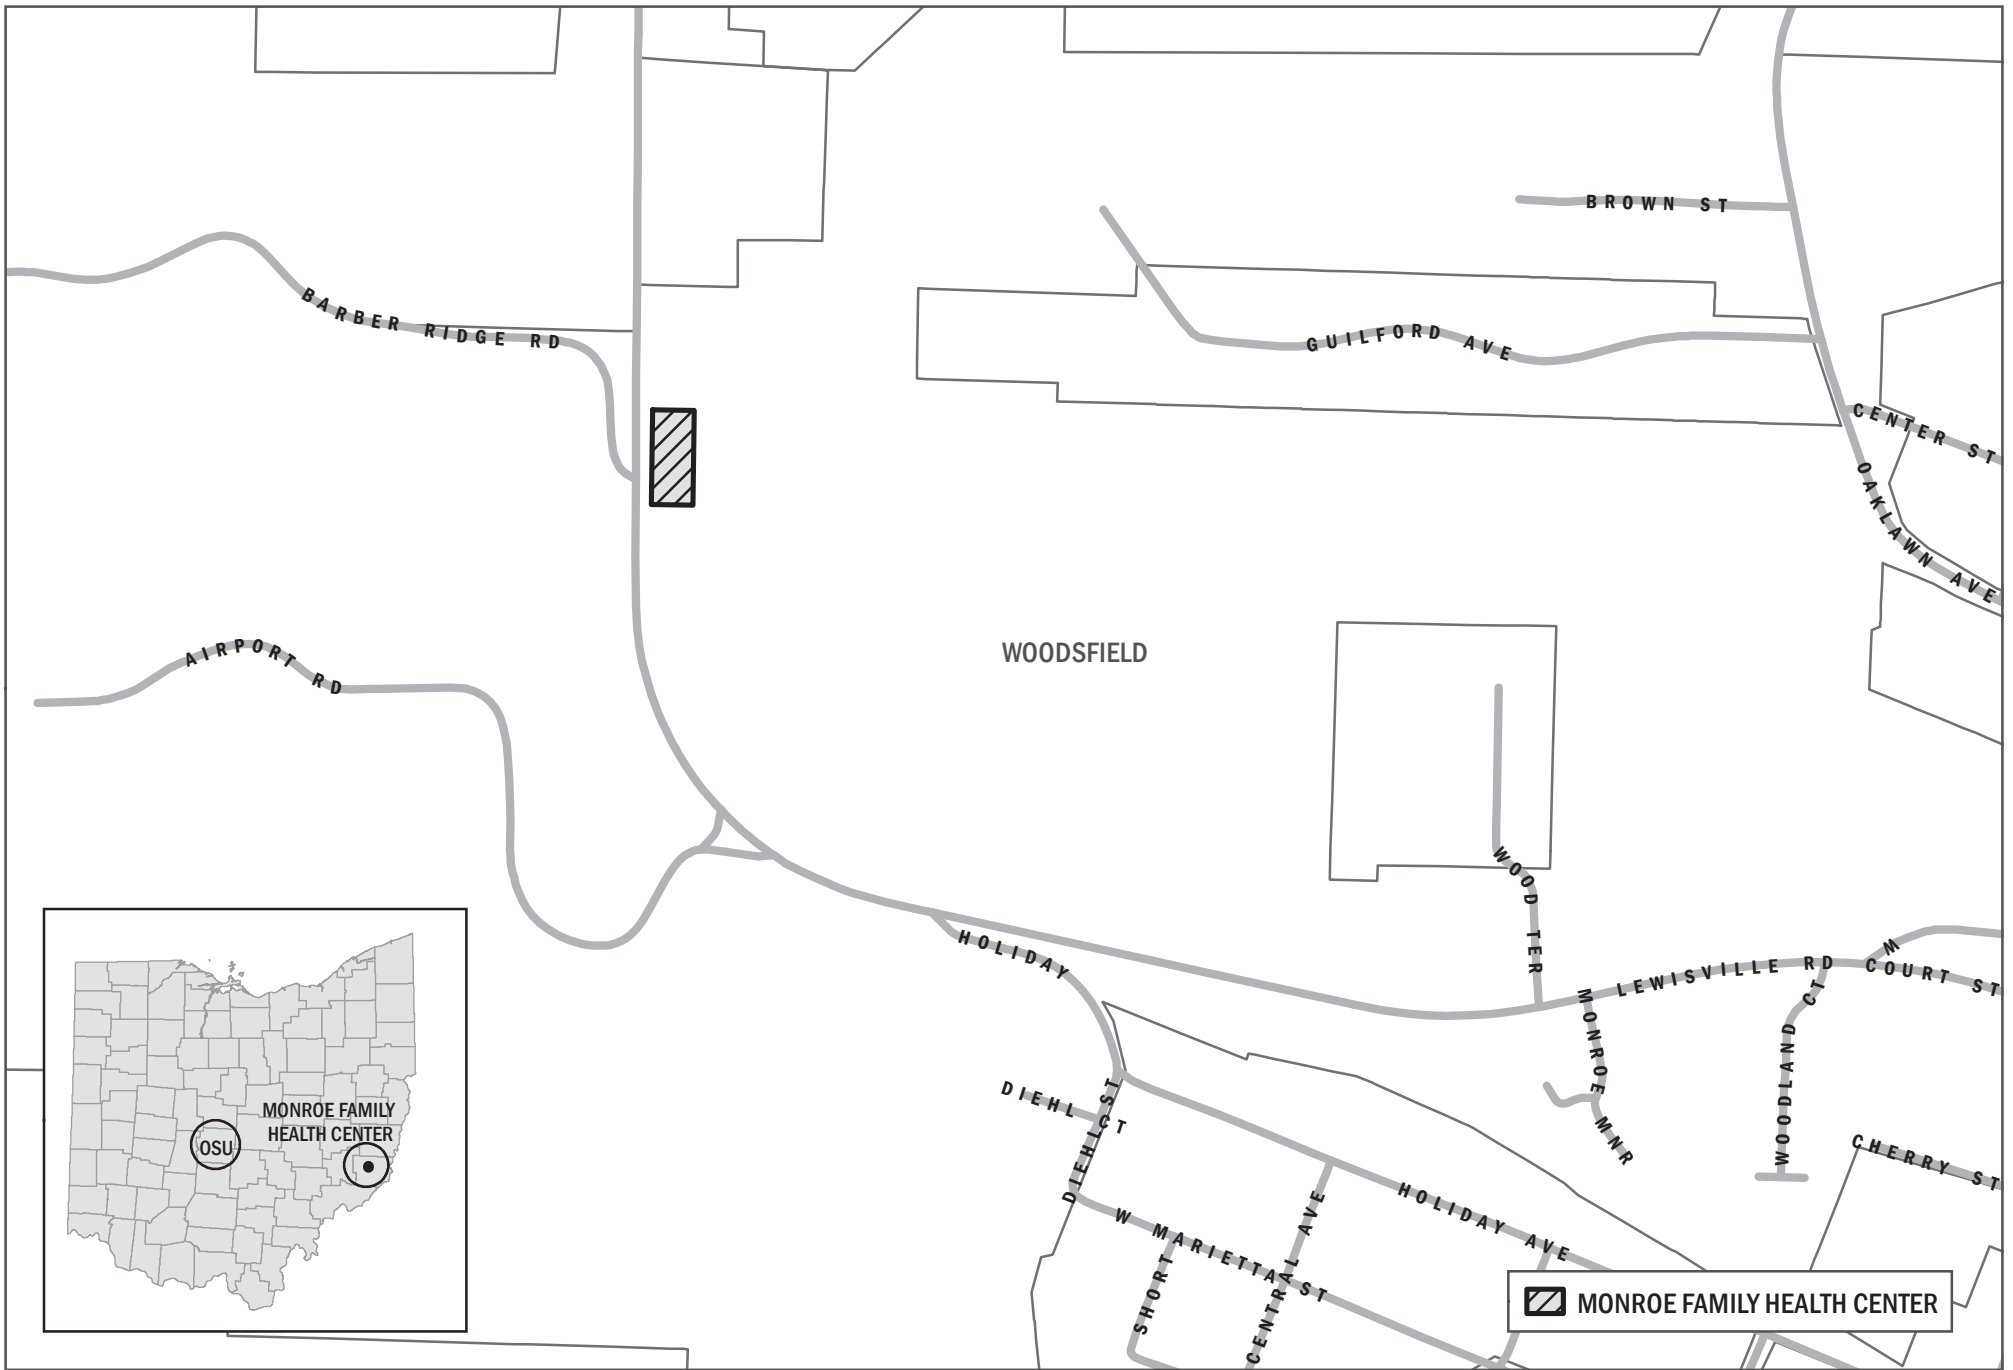 BROWN ST
BARBER RIDGE RD
GUILFORD AVE
CENTER ST
OAKLAWN AVE
WOODSFIELD
AIRPORT RD
WOOD TER
HOLIDAY
LEWISVILLE RD
W
COURT ST
MONROE
WOODLAND CT
DIEHL CT
DIEHL ST
MNR
CHERRY ST
HOLIDAY AVE
W MARIETTA ST
CENTRAL AVE
SHORT
MONROE FAMILY
HEALTH CENTER
OSU
MONROE FAMILY HEALTH CENTER